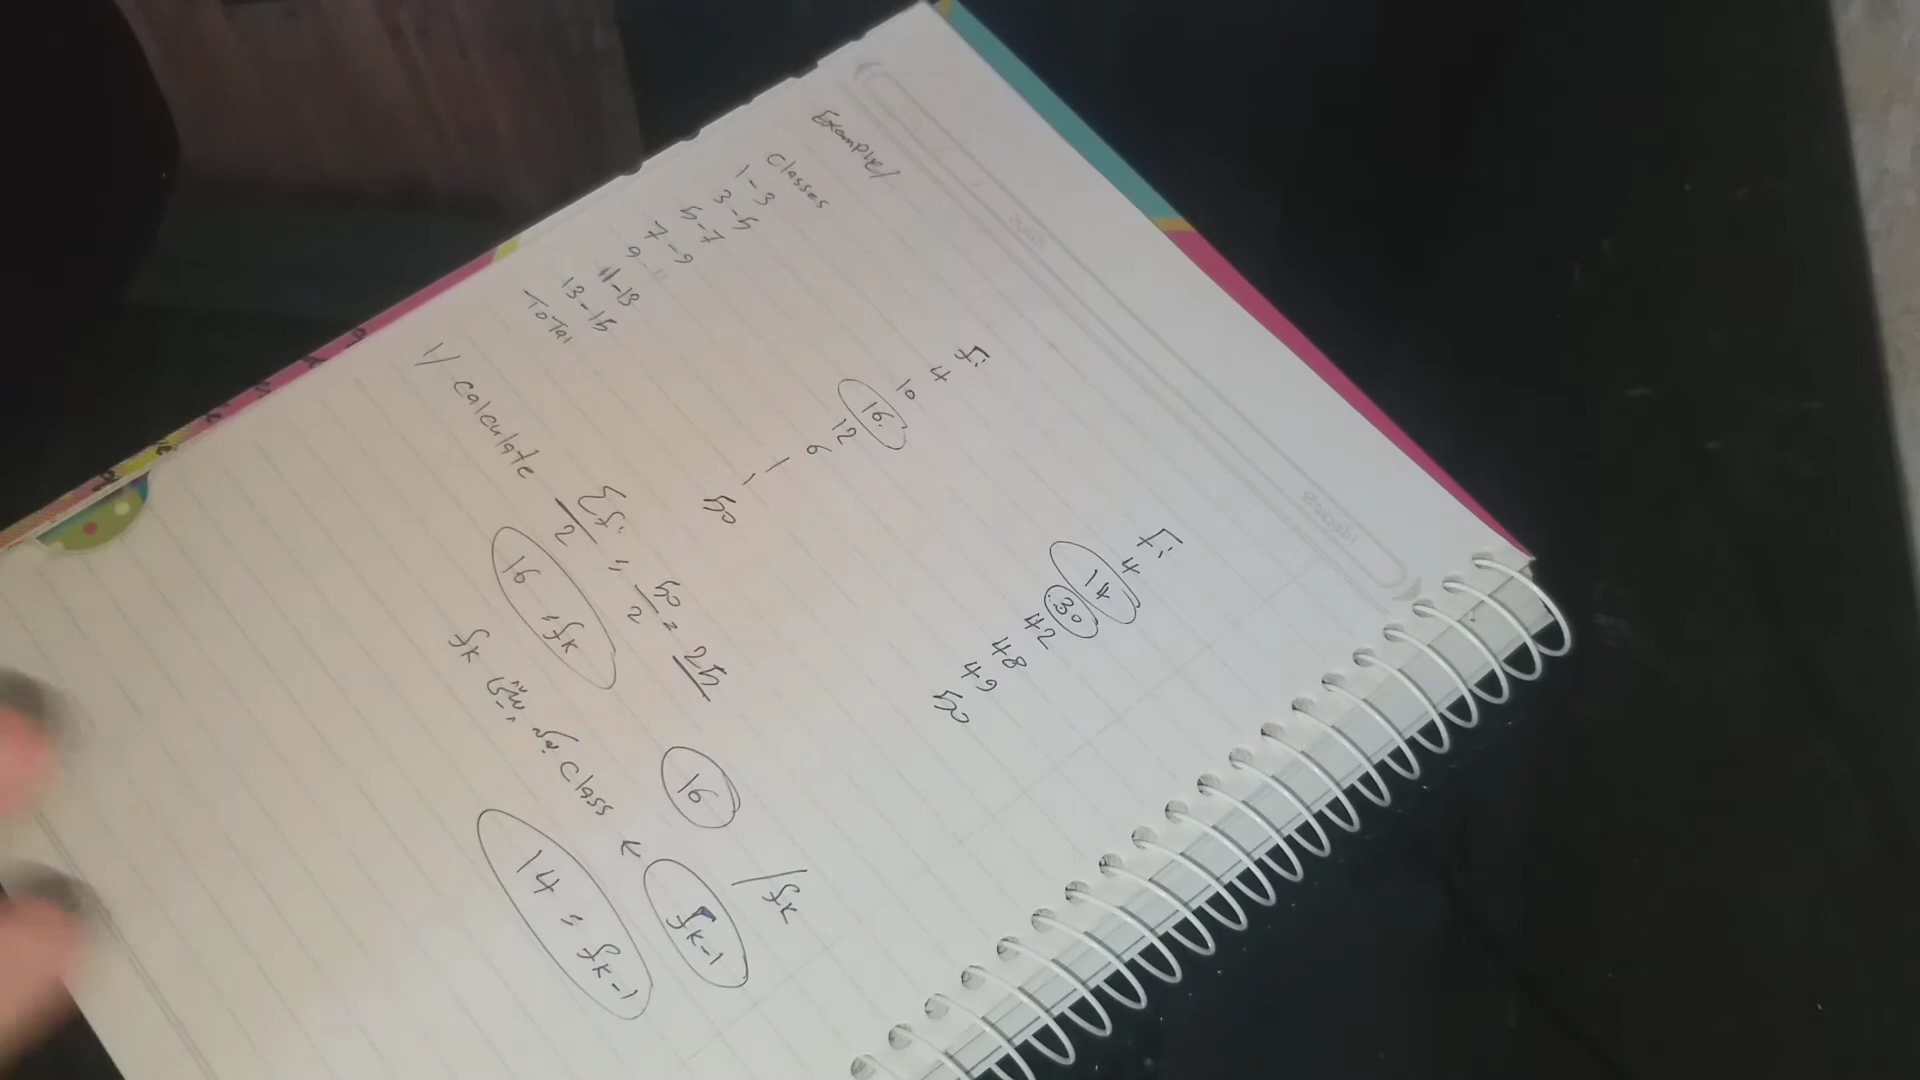 Example/
Classes fi Fi
1-3 4 4
3-5 10 14
5-7 16 30
7-9 12 42
9-11 6 48
11-13 1 49
13-15 1 50
Total 50
1/ calculate Σfi/2 = 50/2 = 25
16 = fk 16 /fk
fk class ← fk-1
14 = fk-1